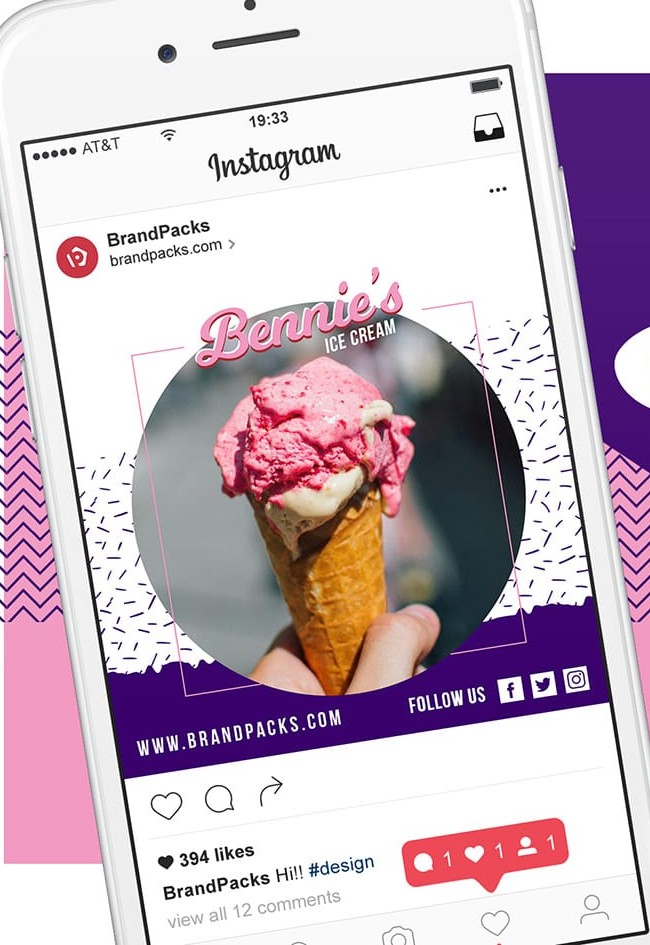 AT&T
19:33
Instagram
BrandPacks
brandpacks.com
Bennie's
ICE CREAM
WWW.BRANDPACKS.COM
FOLLOW US
394 likes
BrandPacks Hi!! #design
view all 12 comments
1 1 1